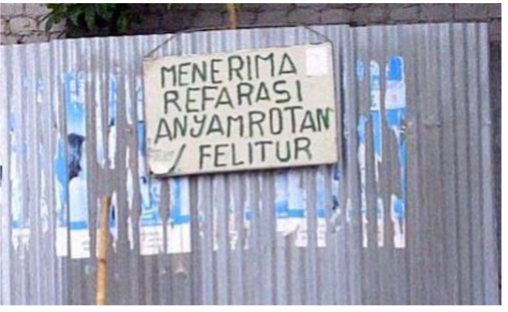 MENERIMA
REFARASI
ANYAMROTAN
/ FELITUR